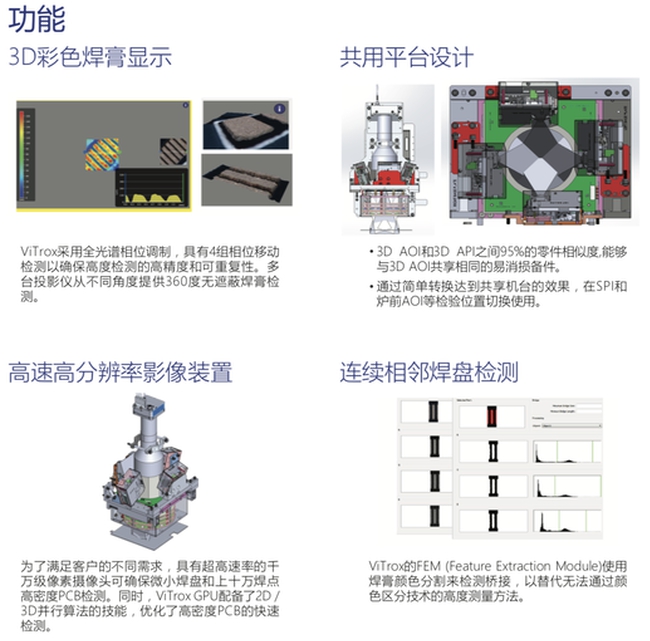 功能
3D彩色焊膏显示
ViTrox采用全光谱相位调制，具有4组相位移动
检测以确保高度检测的高精度和可重复性。多
台投影仪从不同角度提供360度无遮蔽焊膏检
测。
共用平台设计
• 3D AOI和3D API之间95%的零件相似度,能够
与3D AOI共享相同的易消损备件。
• 通过简单转换达到共享机台的效果，在SPI和
炉前AOI等检验位置切换使用。
高速高分辨率影像装置
为了满足客户的不同需求，具有超高速率的千
万级像素摄像头可确保微小焊盘和上十万焊点
高密度PCB检测。同时，ViTrox GPU配备了2D /
3D并行算法的技能，优化了高密度PCB的快速
检测。
连续相邻焊盘检测
ViTrox的FEM (Feature Extraction Module)使用
焊膏颜色分割来检测桥接，以替代无法通过颜
色区分技术的高度测量方法。